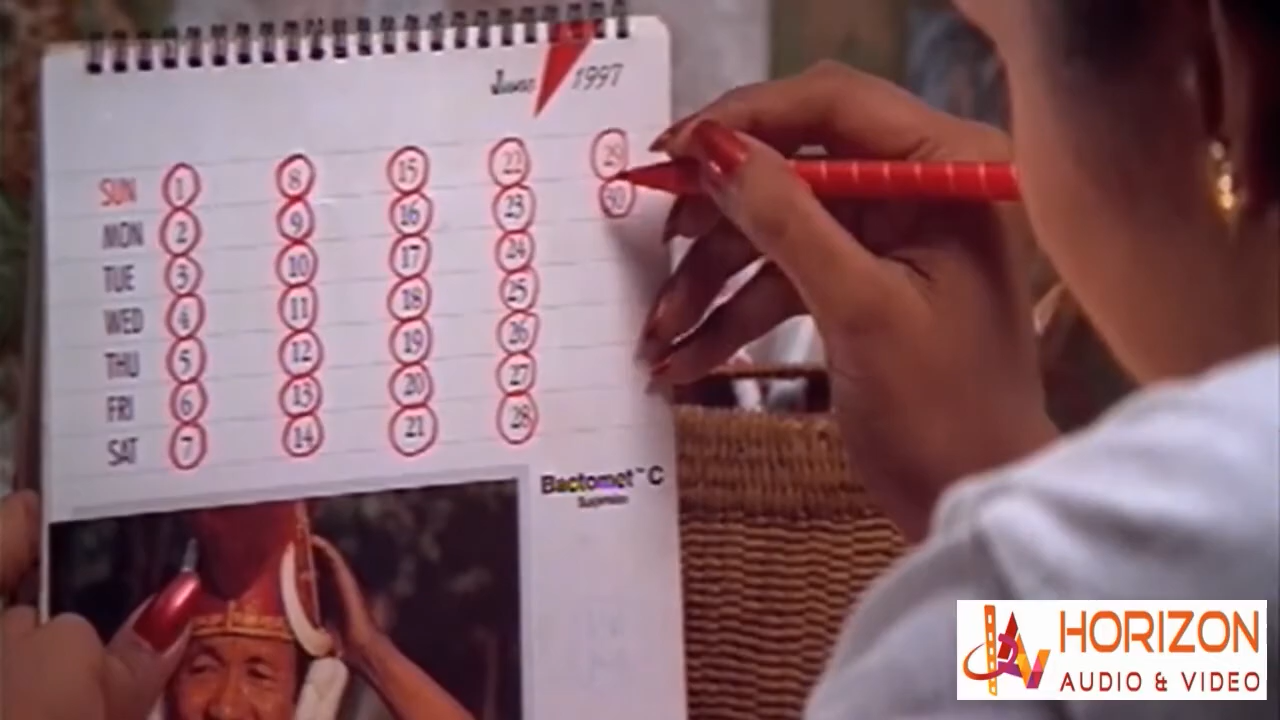 June 1997
SUN 1 8 15 22 29
MON 2 9 16 23 30
TUE 3 10 17 24
WED 4 11 18 25
THU 5 12 19 26
FRI 6 13 20 27
SAT 7 14 21 28
Bactomet™ C
Suspension
HORIZON
AUDIO & VIDEO